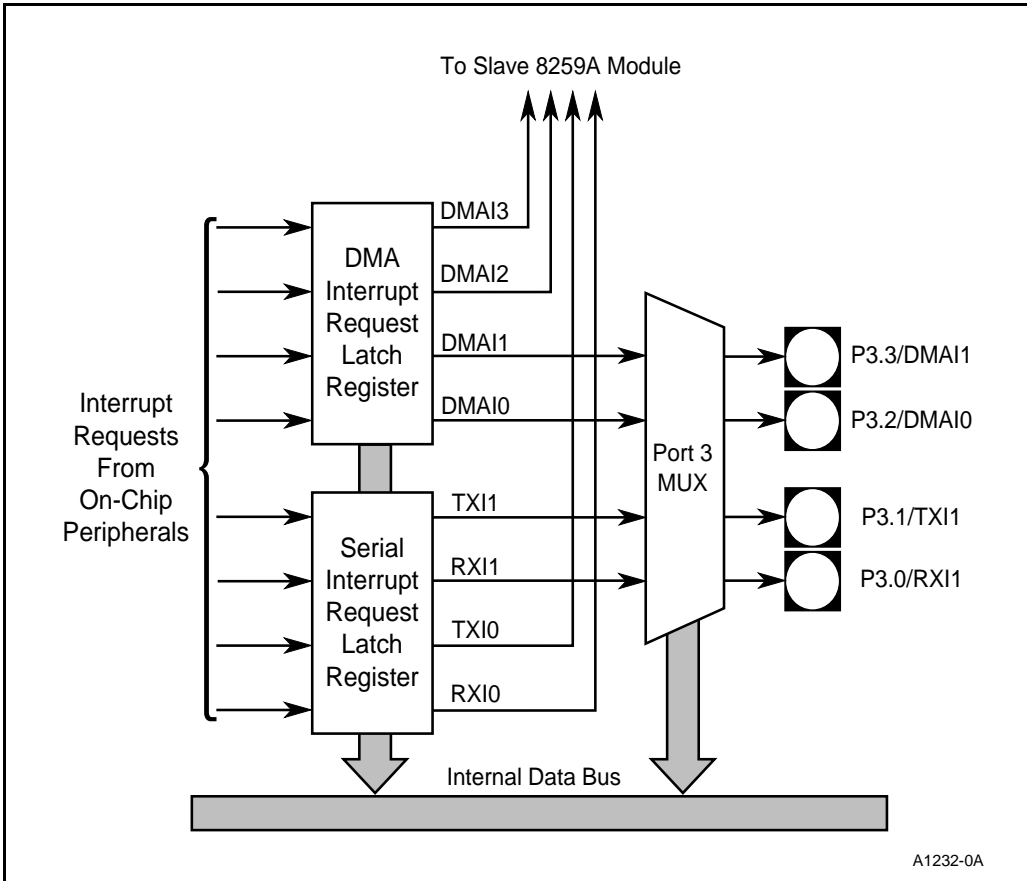 To Slave 8259A Module
DMAI3
DMA
Interrupt
Request
Latch
Register
DMAI2
DMAI1
DMAI0
Interrupt
Requests
From
On-Chip
Peripherals
Port 3
MUX
P3.3/DMAI1
P3.2/DMAI0
P3.1/TXI1
P3.0/RXI1
Serial
Interrupt
Request
Latch
Register
TXI1
RXI1
TXI0
RXI0
Internal Data Bus
A1232-0A